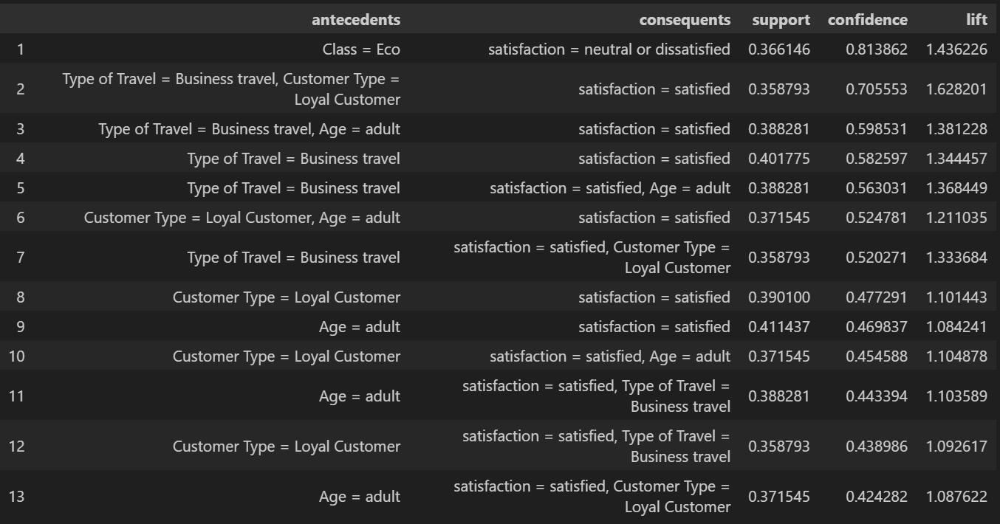 antecedents consequents support confidence lift
1 Class = Eco satisfaction = neutral or dissatisfied 0.366146 0.813862 1.436226
Type of Travel = Business travel, Customer Type =
2 Loyal Customer satisfaction = satisfied 0.358793 0.705553 1.628201
3 Type of Travel = Business travel, Age = adult satisfaction = satisfied 0.388281 0.598531 1.381228
4 Type of Travel = Business travel satisfaction = satisfied 0.401775 0.582597 1.344457
5 Type of Travel = Business travel satisfaction = satisfied, Age = adult 0.388281 0.563031 1.368449
6 Customer Type = Loyal Customer, Age = adult satisfaction = satisfied 0.371545 0.524781 1.211035
7 Type of Travel = Business travel satisfaction = satisfied, Customer Type =
Loyal Customer 0.358793 0.520271 1.333684
8 Customer Type = Loyal Customer satisfaction = satisfied 0.390100 0.477291 1.101443
9 Age = adult satisfaction = satisfied 0.411437 0.469837 1.084241
10 Customer Type = Loyal Customer satisfaction = satisfied, Age = adult 0.371545 0.454588 1.104878
11 Age = adult satisfaction = satisfied, Type of Travel =
Business travel 0.388281 0.443394 1.103589
12 Customer Type = Loyal Customer satisfaction = satisfied, Type of Travel =
Business travel 0.358793 0.438986 1.092617
13 Age = adult satisfaction = satisfied, Customer Type =
Loyal Customer 0.371545 0.424282 1.087622